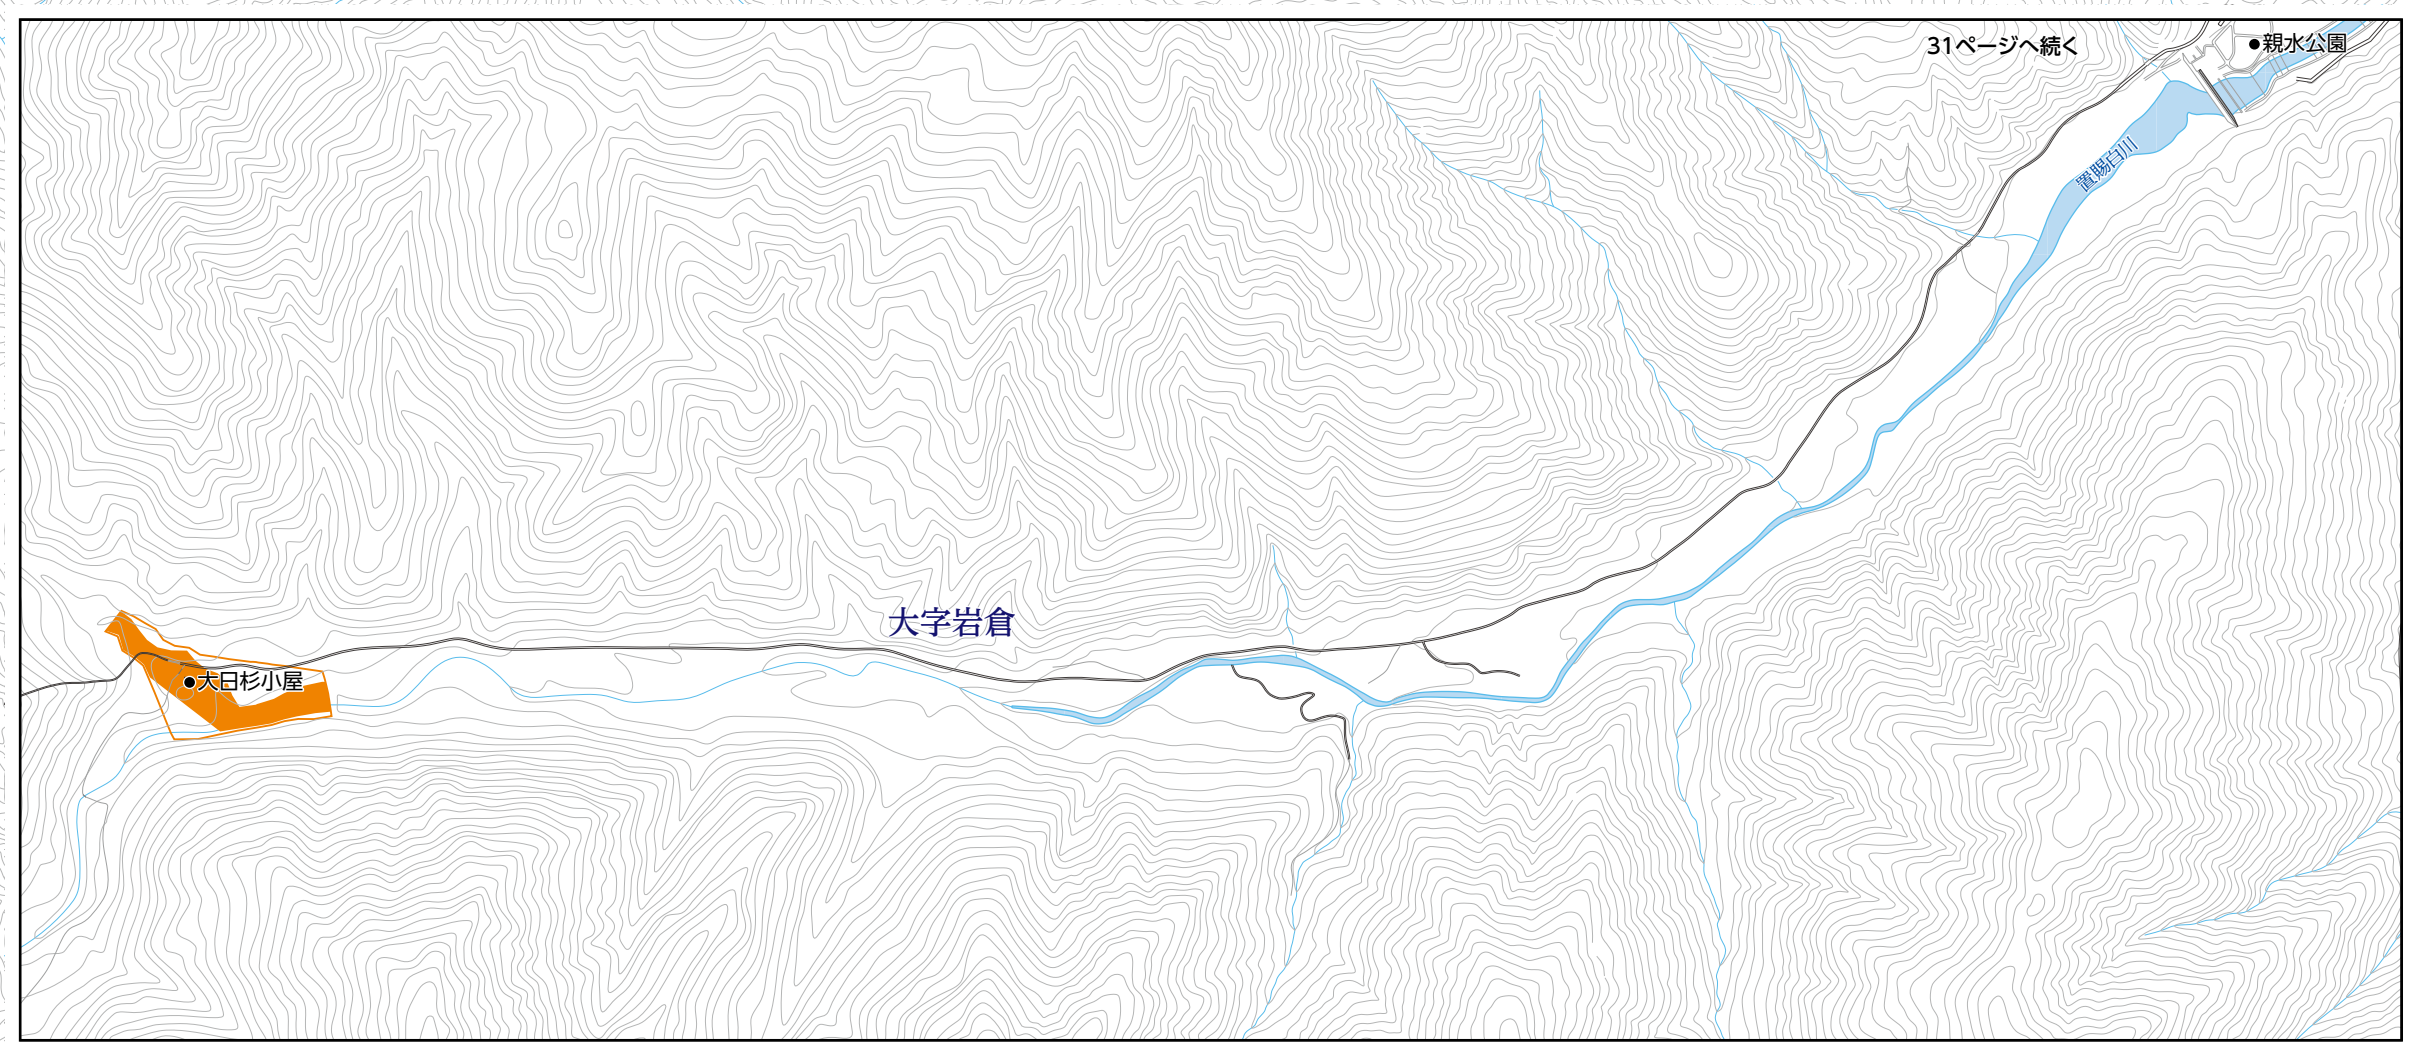 31ページへ続く
●親水公園
置賜白川
大字岩倉
●大日杉小屋